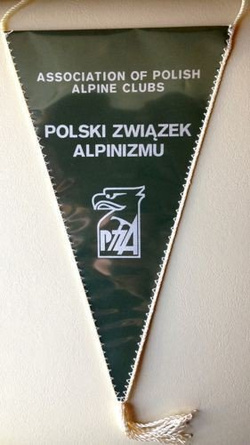 ASSOCIATION OF POLISH
ALPINE CLUBS
POLSKI ZWIĄZEK
ALPINIZMU
PZA